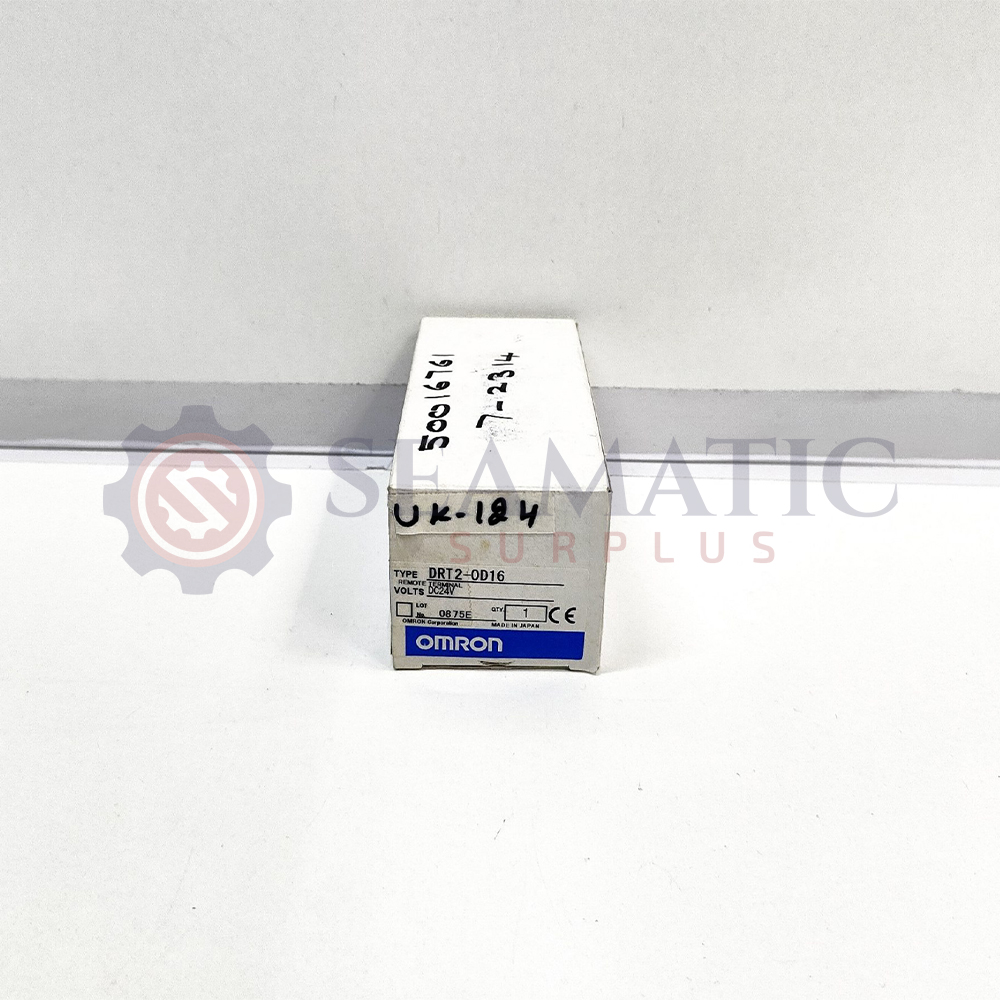 50016761
7-2314
SEAMATIC
SURPLUS
UK-124
TYPE DRT2-OD16
REMOTE TERMINAL
VOLTS DC24V
LOT No. 0875E QTY. 1 CE
OMRON Corporation MADE IN JAPAN
OMRON